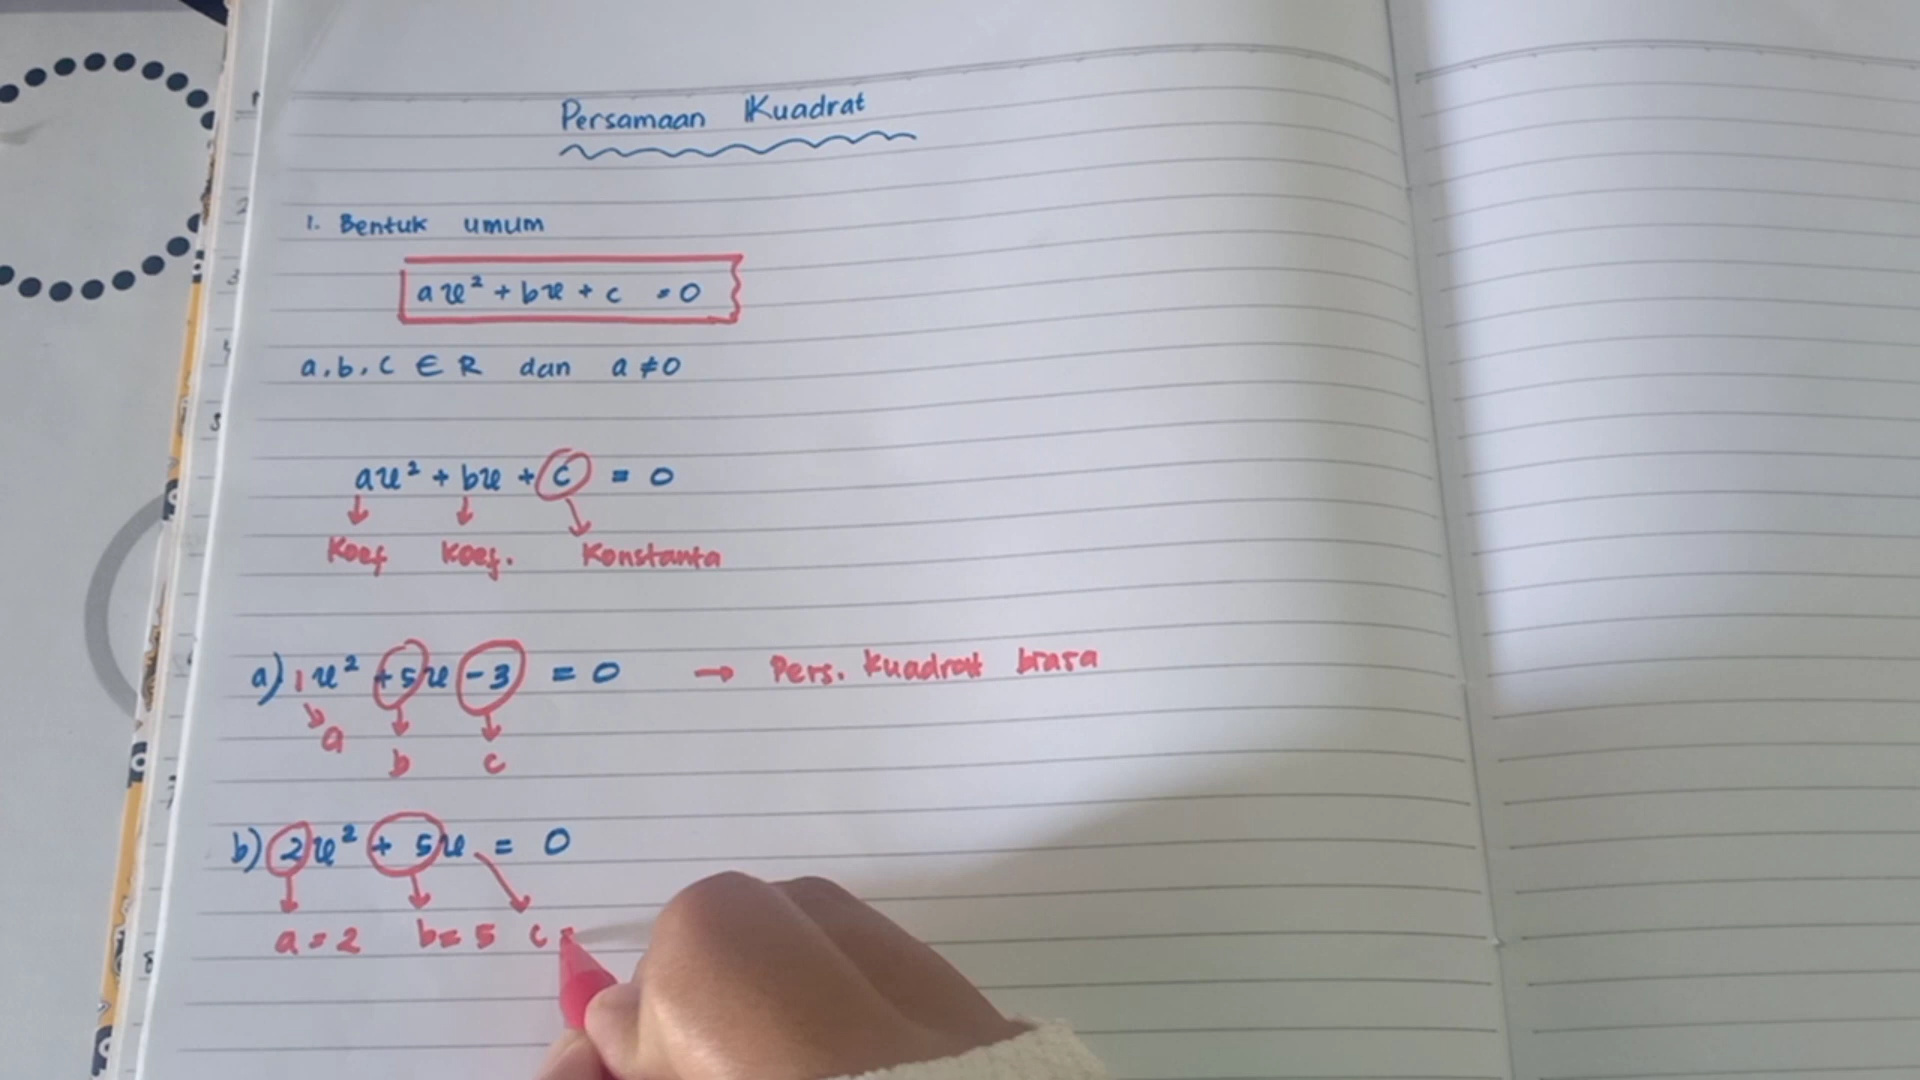 Persamaan Kuadrat
1. Bentuk umum
ax² + bx + c = 0
a, b, c ∈ R dan a ≠ 0
ax² + bx + c = 0
Koef Koef. Konstanta
a) 1x² + 5x - 3 = 0 → Pers. Kuadrat biasa
a b c
b) 2x² + 5x = 0
a = 2 b = 5 c =